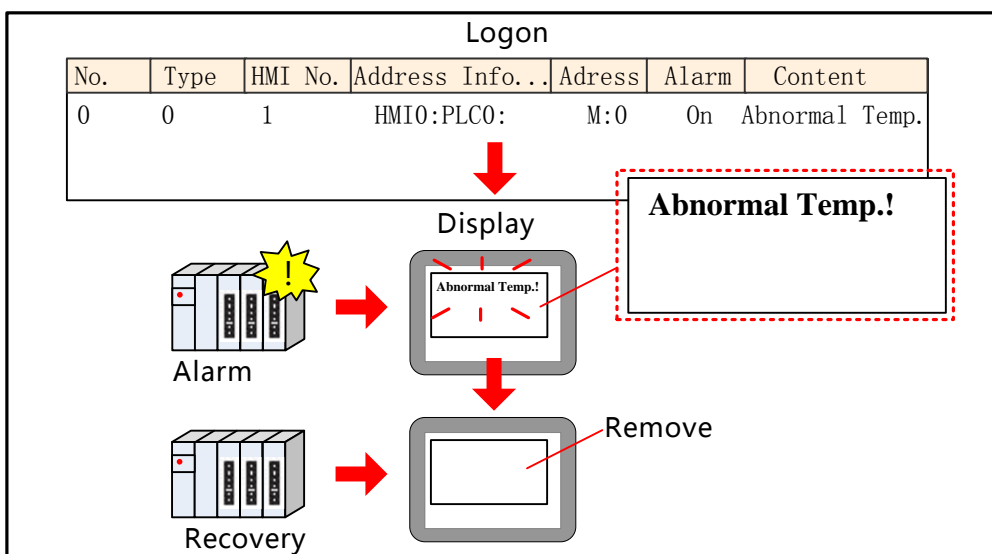 Logon
No. Type HMI No. Address Info... Adress Alarm Content
0 0 1 HMI0:PLC0: M:0 On Abnormal Temp.
Abnormal Temp.!
Display
!
Abnormal Temp.!
Alarm
Remove
Recovery